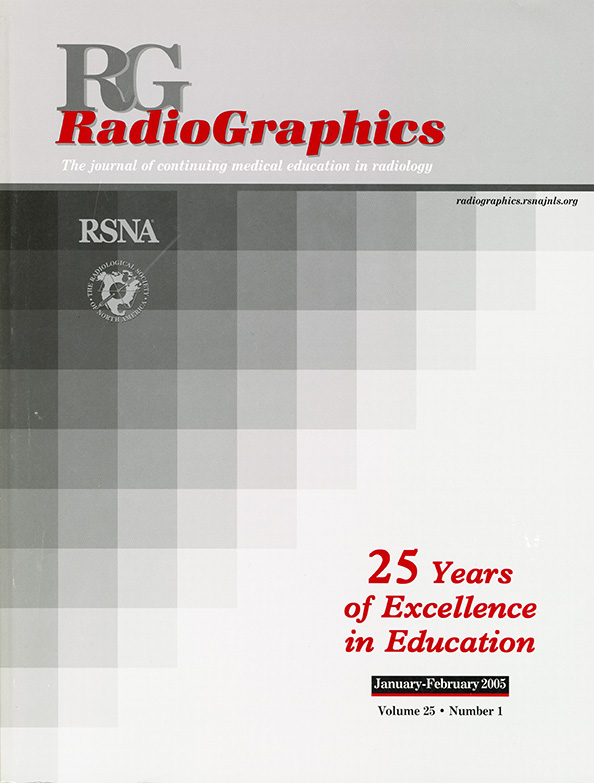 RG
RadioGraphics
The journal of continuing medical education in radiology
radiographics.rsnajnls.org
RSNA®
THE RADIOLOGICAL SOCIETY
OF NORTH AMERICA
25 Years
of Excellence
in Education
January-February 2005
Volume 25 • Number 1